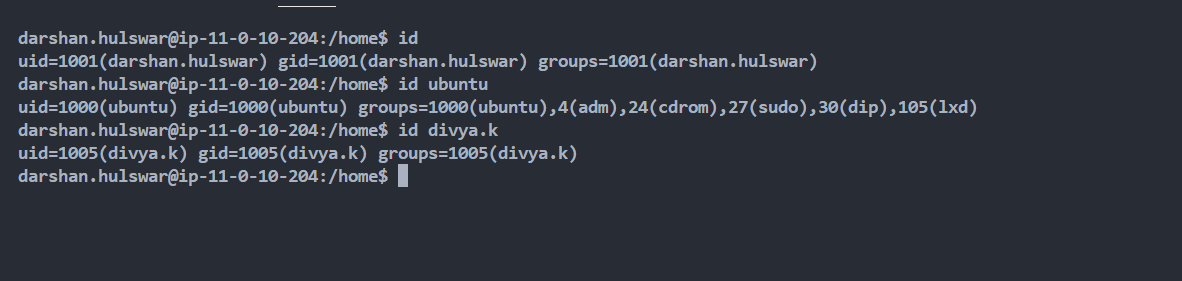 darshan.hulswar@ip-11-0-10-204:/home$ id
uid=1001(darshan.hulswar) gid=1001(darshan.hulswar) groups=1001(darshan.hulswar)
darshan.hulswar@ip-11-0-10-204:/home$ id ubuntu
uid=1000(ubuntu) gid=1000(ubuntu) groups=1000(ubuntu),4(adm),24(cdrom),27(sudo),30(dip),105(lxd)
darshan.hulswar@ip-11-0-10-204:/home$ id divya.k
uid=1005(divya.k) gid=1005(divya.k) groups=1005(divya.k)
darshan.hulswar@ip-11-0-10-204:/home$